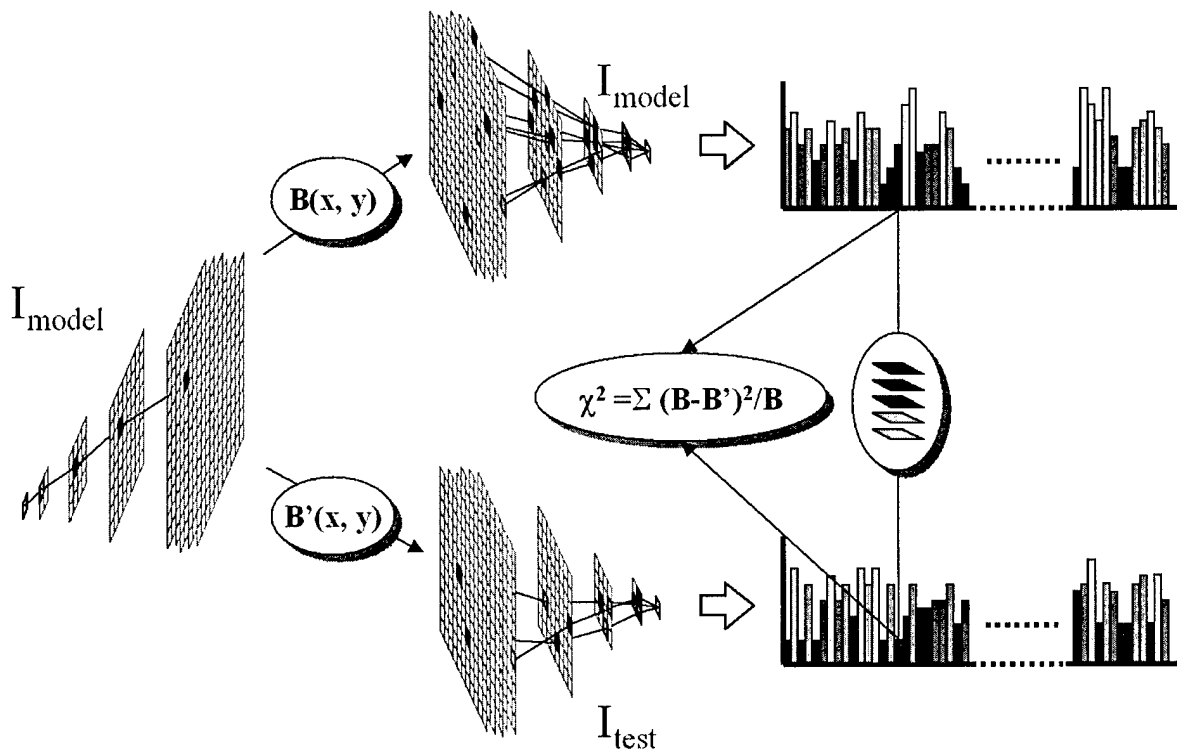 I_model
B(x, y)
I_model
χ² =Σ (B-B')²/B
B'(x, y)
I_test